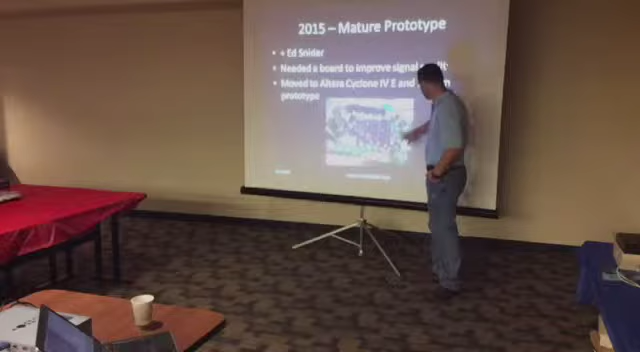 2015 – Mature Prototype
+ Ed Snider
Needed a board to improve signal
Moved to Altera Cyclone IV E and
prototype